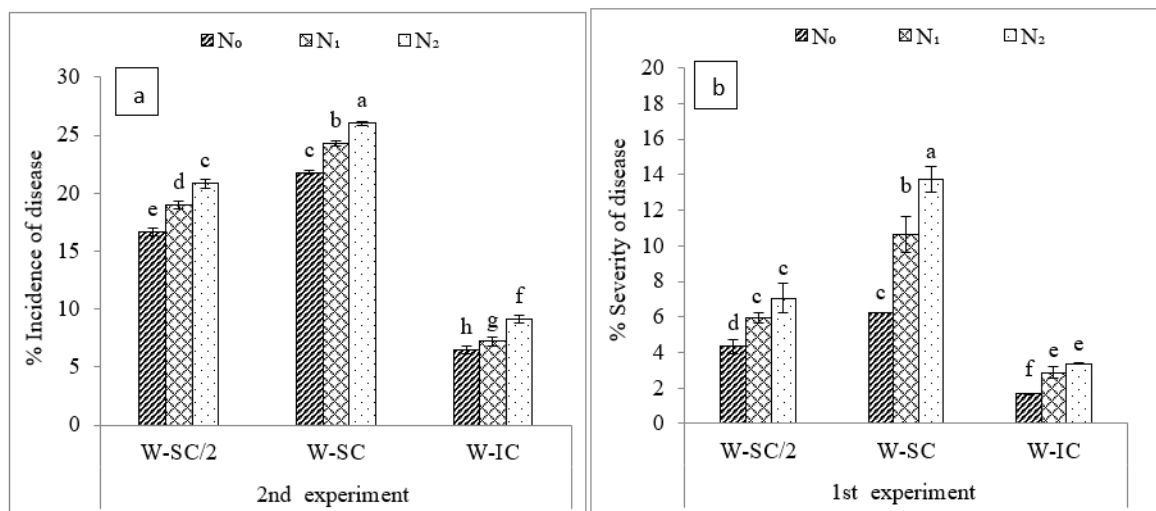 N₀ N₁ N₂
a
% Incidence of disease
30
25
20
15
10
5
0
e d c
c b a
h g f
W-SC/2 W-SC W-IC
2nd experiment
N₀ N₁ N₂
b
% Severity of disease
20
18
16
14
12
10
8
6
4
2
0
d c c
c b a
f e e
W-SC/2 W-SC W-IC
1st experiment